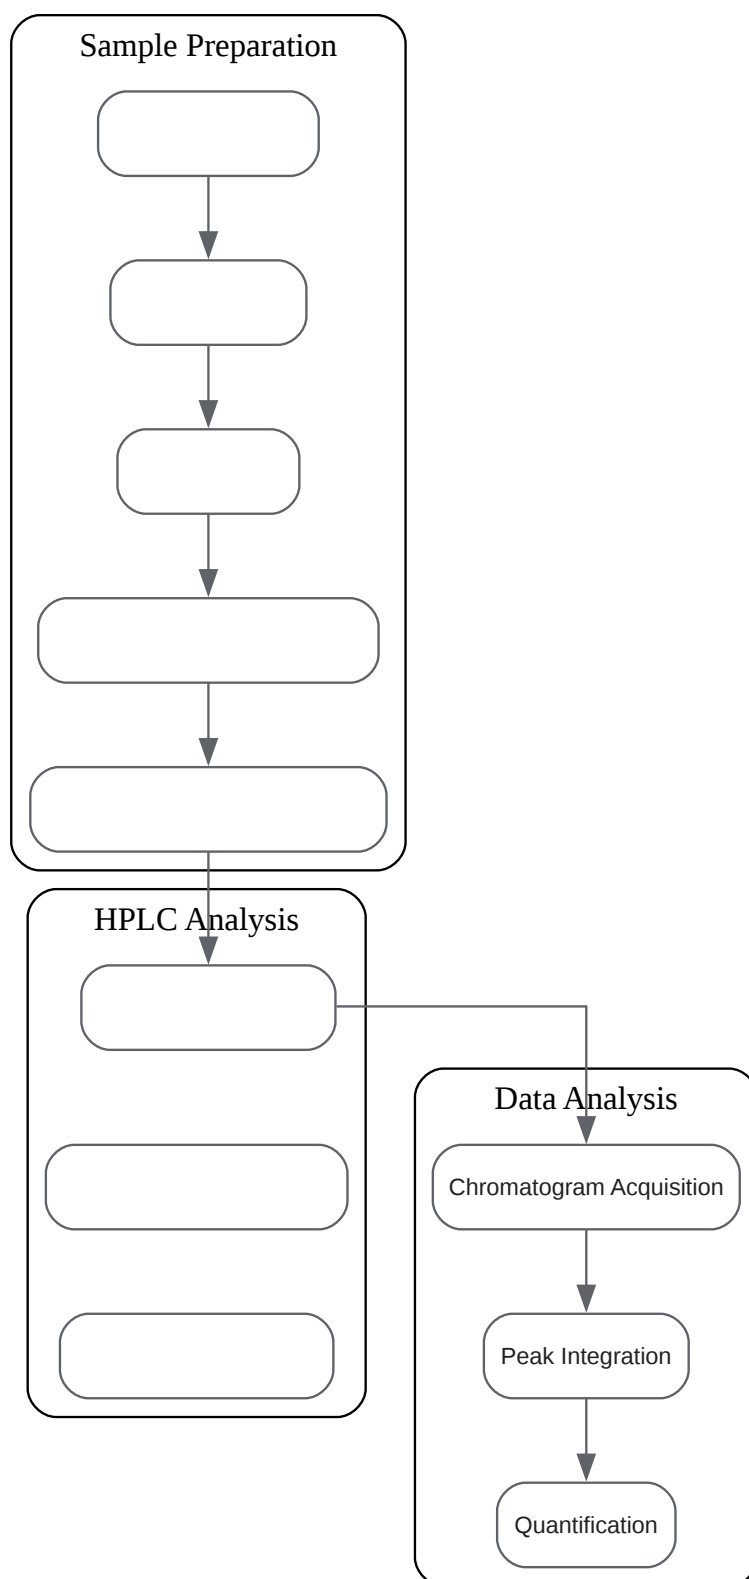 Sample Preparation
HPLC Analysis
Data Analysis
Chromatogram Acquisition
Peak Integration
Quantification